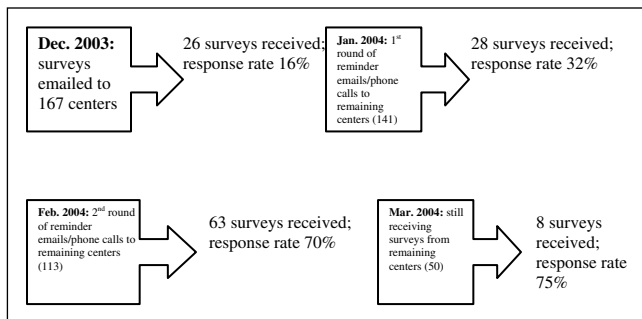 Dec. 2003:
surveys
emailed to
167 centers
26 surveys received;
response rate 16%
Jan. 2004: 1st
round of
reminder
emails/phone
calls to
remaining
centers (141)
28 surveys received;
response rate 32%
Feb. 2004: 2nd round
of reminder
emails/phone calls to
remaining centers
(113)
63 surveys received;
response rate 70%
Mar. 2004: still
receiving
surveys from
remaining
centers (50)
8 surveys
received;
response rate
75%